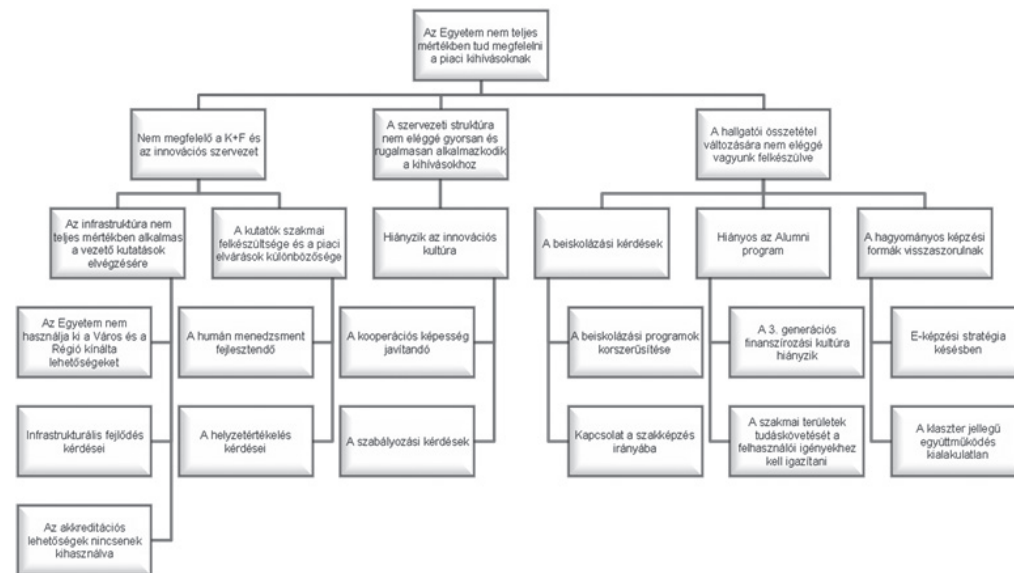 Az Egyetem nem teljes
mértékben tud megfelelni
a piaci kihívásoknak
Nem megfelelő a K+F és
az innovációs szervezet
A szervezeti struktúra
nem eléggé gyorsan és
rugalmasan alkalmazkodik
a kihívásokhoz
A hallgatói összetétel
változására nem eléggé
vagyunk felkészülve
Az infrastruktúra nem
teljes mértékben alkalmas
a vezető kutatások
elvégzésére
A kutatók szakmai
felkészültsége és a piaci
elvárások különbözősége
Hiányzik az innovációs
kultúra
A beiskolázási kérdések
Hiányos az Alumni
program
A hagyományos képzési
formák visszaszorulnak
Az Egyetem nem
használja ki a Város és a
Régió kínálta
lehetőségeket
A humán menedzsment
fejlesztendő
A kooperációs képesség
javítandó
A beiskolázási programok
korszerűsítése
A 3. generációs
finanszírozási kultúra
hiányzik
E-képzési stratégia
késésben
Infrastrukturális fejlődés
kérdései
A helyzetértékelés
kérdései
A szabályozási kérdések
Kapcsolat a szakképzés
irányába
A szakmai területek
tudáskövetését a
felhasználói igényekhez
kell igazítani
A klaszter jellegű
együttműködés
kialakulatlan
Az akkreditációs
lehetőségek nincsenek
kihasználva